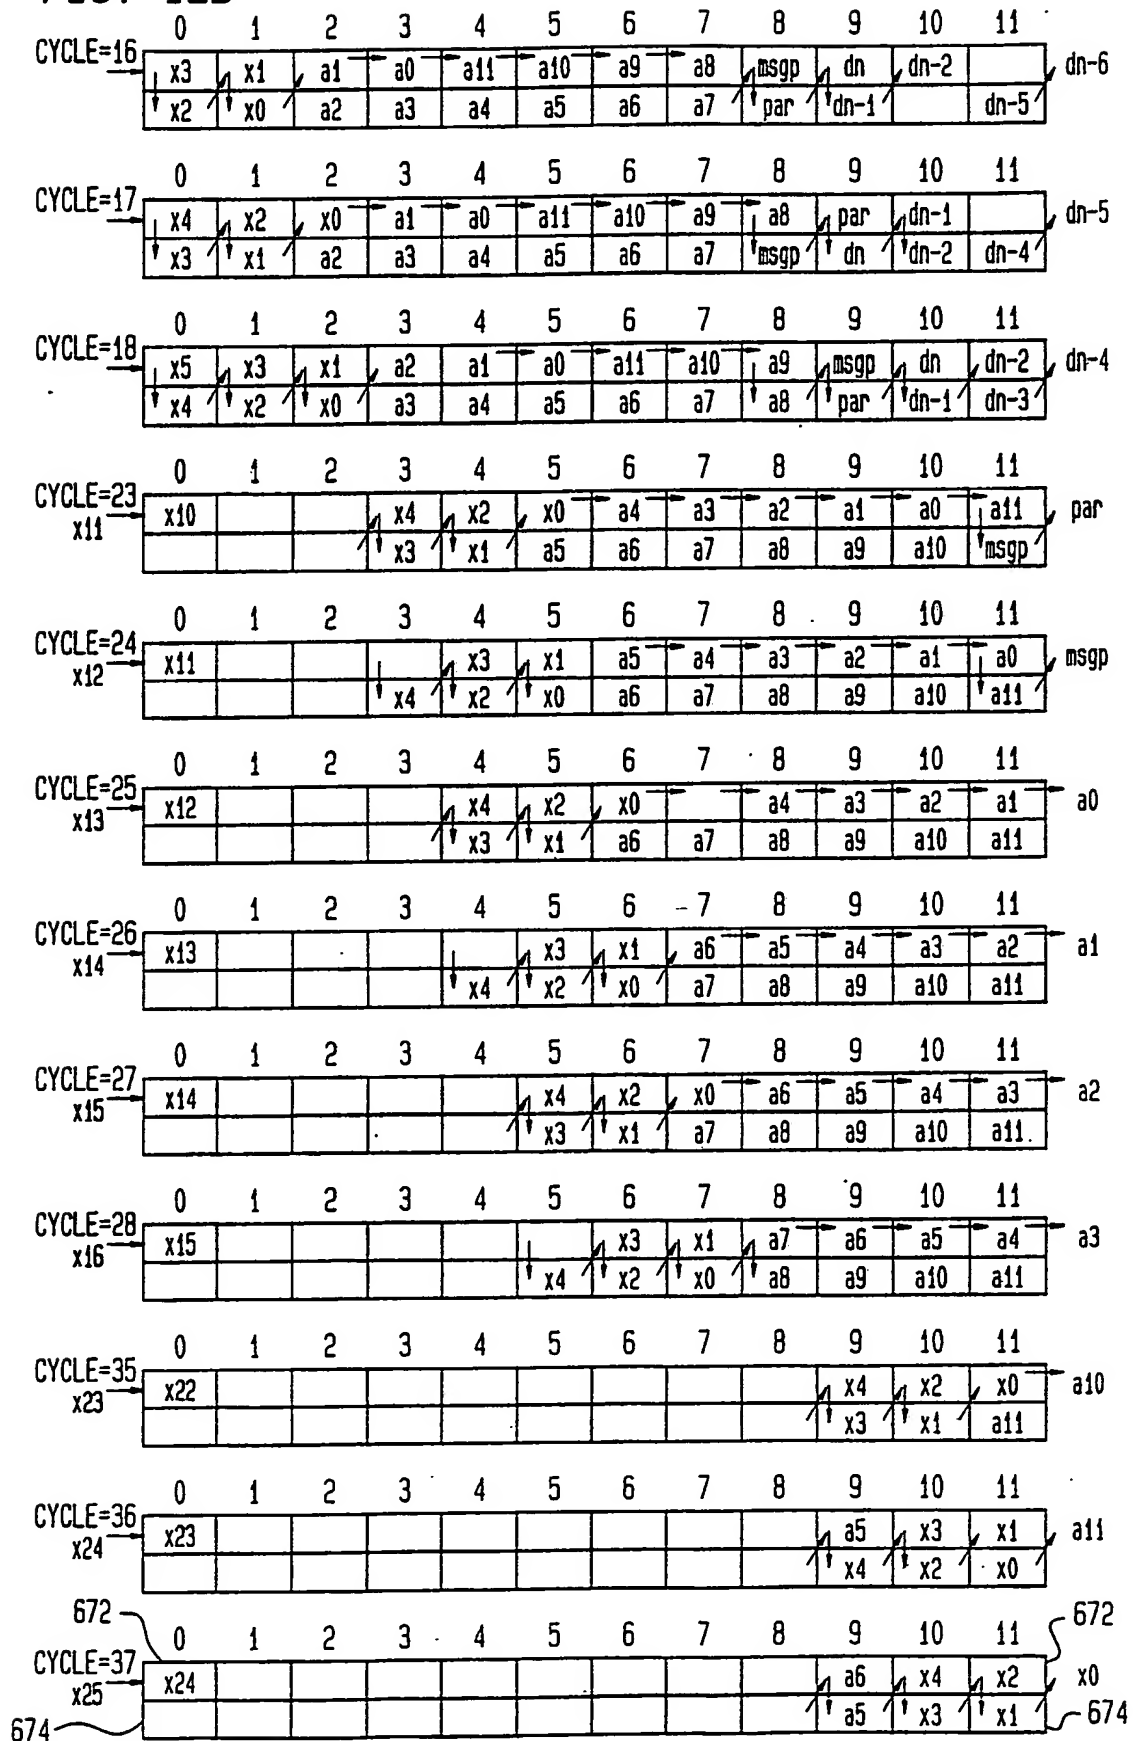 0 1 2 3 4 5 6 7 8 9 10 11
CYCLE=16 x3 x1 a1 a0 a11 a10 a9 a8 msgp dn dn-2 dn-6
x2 x0 a2 a3 a4 a5 a6 a7 par dn-1 dn-5
0 1 2 3 4 5 6 7 8 9 10 11
CYCLE=17 x4 x2 x0 a1 a0 a11 a10 a9 a8 par dn-1 dn-5
x3 x1 a2 a3 a4 a5 a6 a7 msgp dn dn-2 dn-4
0 1 2 3 4 5 6 7 8 9 10 11
CYCLE=18 x5 x3 x1 a2 a1 a0 a11 a10 a9 msgp dn dn-2 dn-4
x4 x2 x0 a3 a4 a5 a6 a7 a8 par dn-1 dn-3
0 1 2 3 4 5 6 7 8 9 10 11
CYCLE=23 x10 x4 x2 x0 a4 a3 a2 a1 a0 a11 par
x11 x3 x1 a5 a6 a7 a8 a9 a10 msgp
0 1 2 3 4 5 6 7 8 9 10 11
CYCLE=24 x11 x3 x1 a5 a4 a3 a2 a1 a0 msgp
x12 x4 x2 x0 a6 a7 a8 a9 a10 a11
0 1 2 3 4 5 6 7 8 9 10 11
CYCLE=25 x12 x4 x2 x0 a4 a3 a2 a1 a0
x13 x3 x1 a6 a7 a8 a9 a10 a11
0 1 2 3 4 5 6 7 8 9 10 11
CYCLE=26 x13 x3 x1 a6 a5 a4 a3 a2 a1
x14 x4 x2 x0 a7 a8 a9 a10 a11
0 1 2 3 4 5 6 7 8 9 10 11
CYCLE=27 x14 x4 x2 x0 a6 a5 a4 a3 a2
x15 x3 x1 a7 a8 a9 a10 a11
0 1 2 3 4 5 6 7 8 9 10 11
CYCLE=28 x15 x3 x1 a7 a6 a5 a4 a3
x16 x4 x2 x0 a8 a9 a10 a11
0 1 2 3 4 5 6 7 8 9 10 11
CYCLE=35 x22 x4 x2 x0 a10
x23 x3 x1 a11
0 1 2 3 4 5 6 7 8 9 10 11
CYCLE=36 x23 a5 x3 x1 a11
x24 x4 x2 x0
672 672
0 1 2 3 4 5 6 7 8 9 10 11
CYCLE=37 x24 a6 x4 x2 x0
x25 a5 x3 x1
674 674